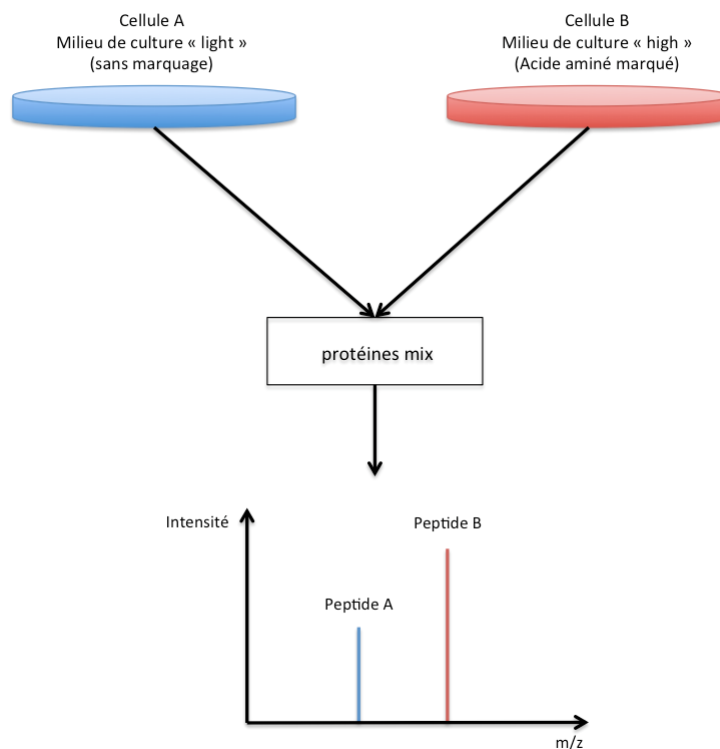 Cellule A
Milieu de culture « light »
(sans marquage)
Cellule B
Milieu de culture « high »
(Acide aminé marqué)
protéines mix
Intensité
Peptide B
Peptide A
m/z